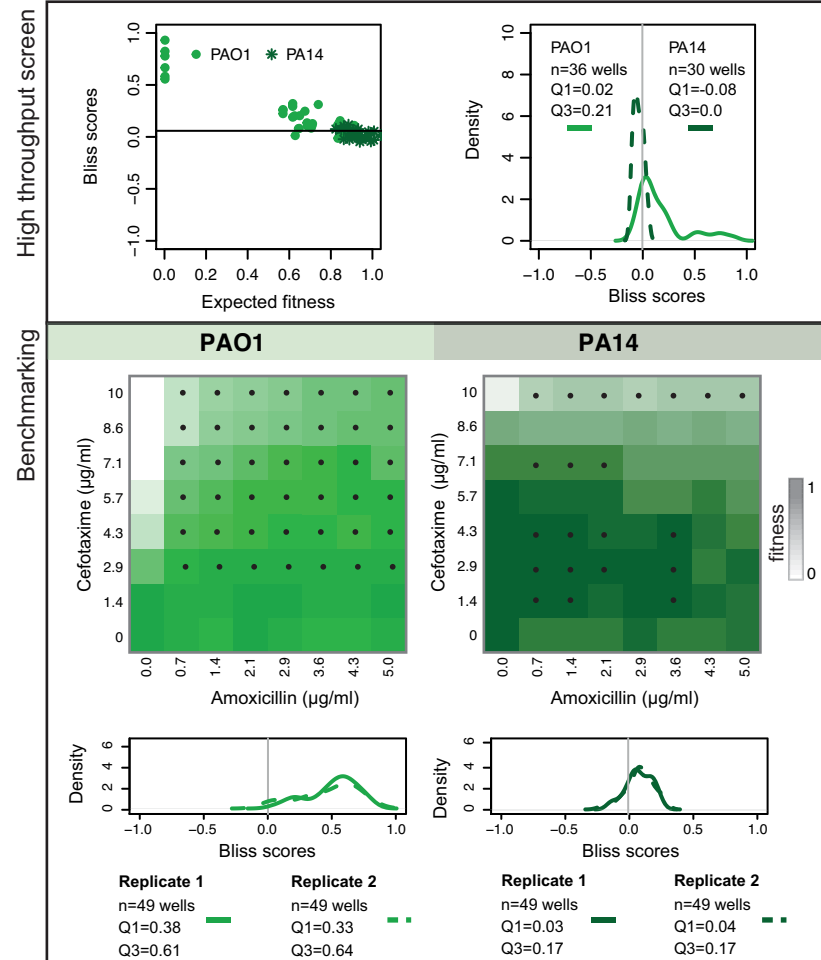 High throughput screen
1.0
0.5
0.0
−0.5
−1.0
Bliss scores
PAO1 PA14
0.0 0.2 0.4 0.6 0.8 1.0
Expected fitness
10
8
6
4
2
0
Density
PAO1 PA14
n=36 wells n=30 wells
Q1=0.02 Q1=-0.08
Q3=0.21 Q3=0.0
−1.0 −0.5 0.0 0.5 1.0
Bliss scores
Benchmarking
PAO1 PA14
Cefotaxime (µg/ml)
10
8.6
7.1
5.7
4.3
2.9
1.4
0
0.0 0.7 1.4 2.1 2.9 3.6 4.3 5.0
Amoxicillin (µg/ml)
Cefotaxime (µg/ml)
10
8.6
7.1
5.7
4.3
2.9
1.4
0
0.0 0.7 1.4 2.1 2.9 3.6 4.3 5.0
Amoxicillin (µg/ml)
fitness
1
0
Density
6
4
2
0
−1.0 −0.5 0.0 0.5 1.0
Bliss scores
Replicate 1 Replicate 2
n=49 wells n=49 wells
Q1=0.38 Q1=0.33
Q3=0.61 Q3=0.64
Density
6
4
2
0
−1.0 −0.5 0.0 0.5 1.0
Bliss scores
Replicate 1 Replicate 2
n=49 wells n=49 wells
Q1=0.03 Q1=0.04
Q3=0.17 Q3=0.17